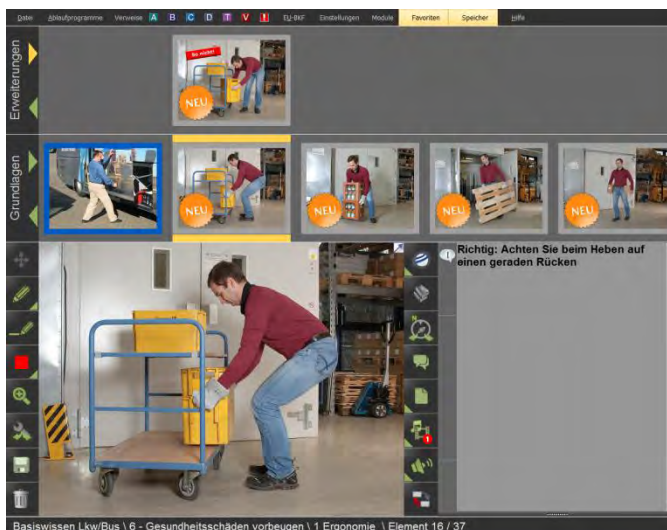 Datei Ablaufprogramme Verweise A B C D T V ! EU-BKF Einstellungen Module Favoriten Speicher Hilfe
Erweiterungen
NEU
Grundlagen
NEU NEU NEU NEU
Richtig: Achten Sie beim Heben auf
einen geraden Rücken
N
1
Basiswissen Lkw/Bus \ 6 - Gesundheitsschäden vorbeugen \ 1 Ergonomie \ Element 16 / 37